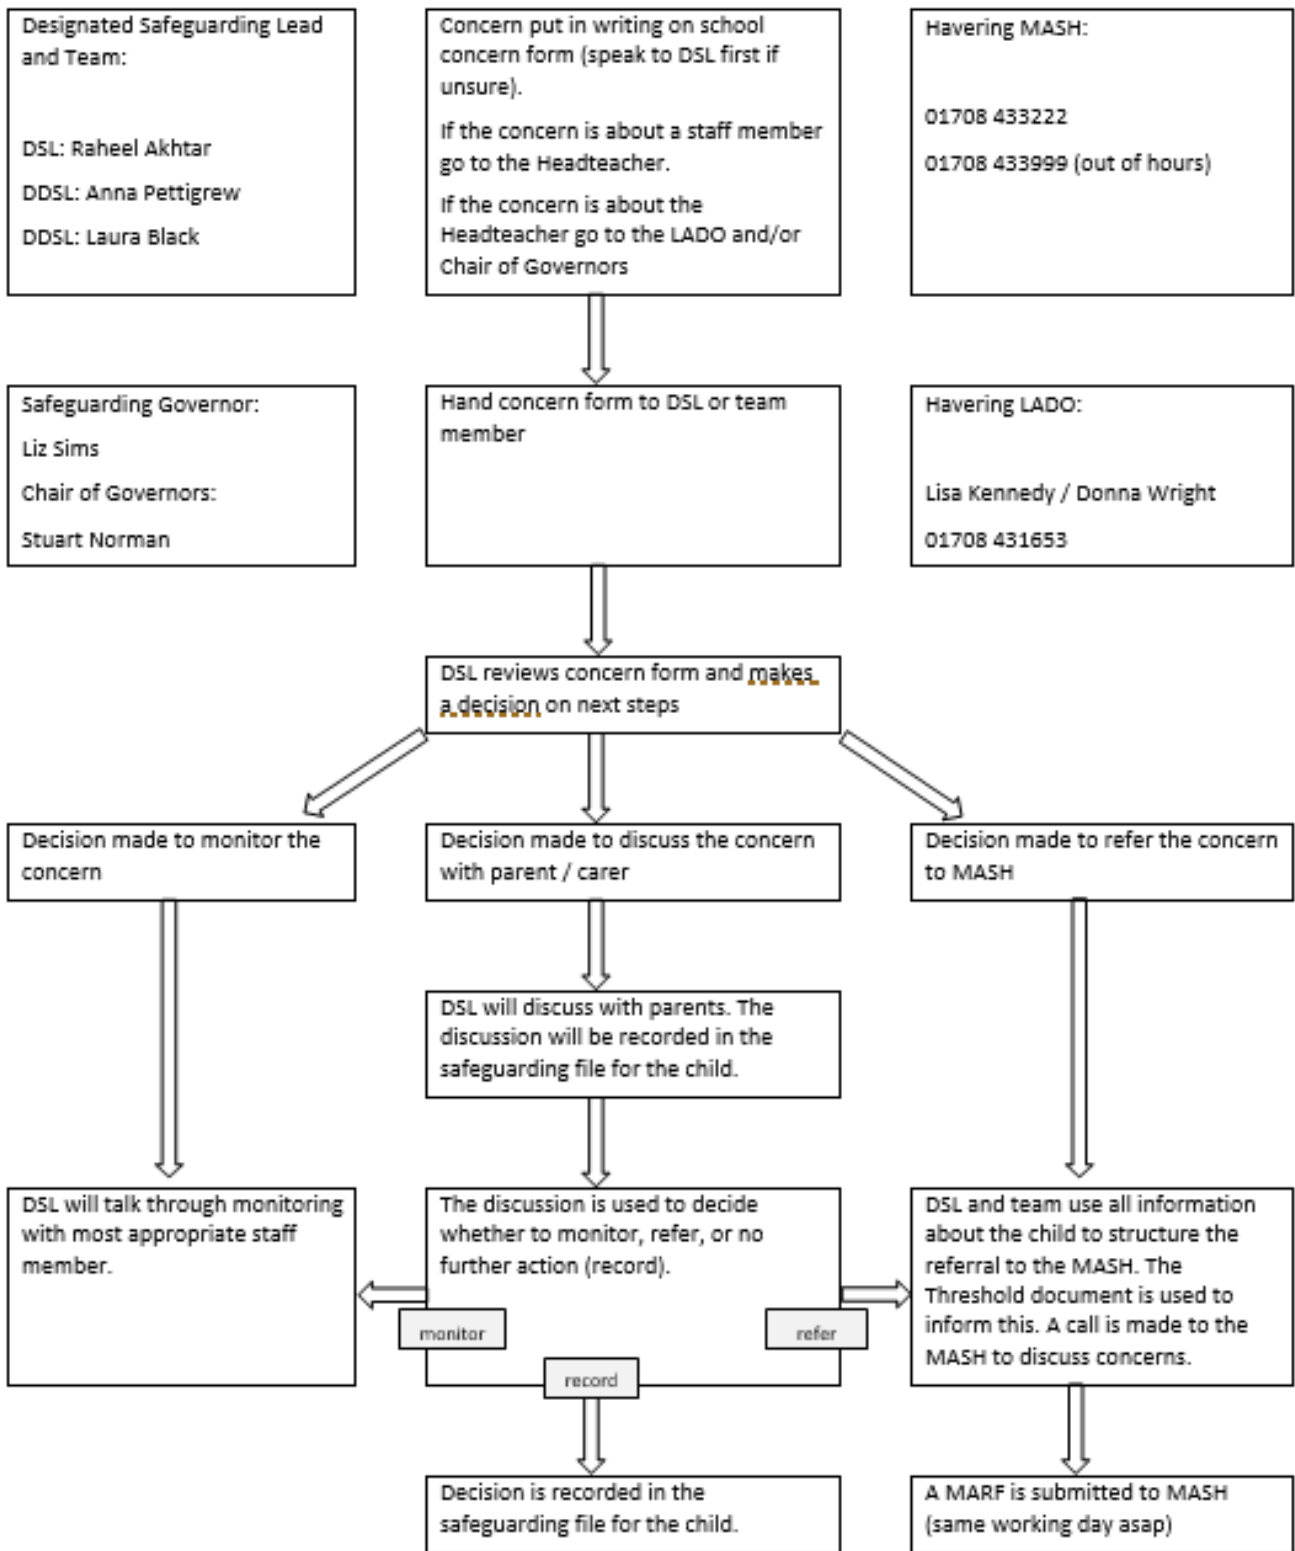 Designated Safeguarding Lead
and Team:
DSL: Raheel Akhtar
DDSL: Anna Pettigrew
DDSL: Laura Black
Concern put in writing on school
concern form (speak to DSL first if
unsure).
If the concern is about a staff member
go to the Headteacher.
If the concern is about the
Headteacher go to the LADO and/or
Chair of Governors
Havering MASH:
01708 433222
01708 433999 (out of hours)
Safeguarding Governor:
Liz Sims
Chair of Governors:
Stuart Norman
Hand concern form to DSL or team
member
Havering LADO:
Lisa Kennedy / Donna Wright
01708 431653
DSL reviews concern form and makes
a decision on next steps
Decision made to monitor the
concern
Decision made to discuss the concern
with parent / carer
Decision made to refer the concern
to MASH
DSL will discuss with parents. The
discussion will be recorded in the
safeguarding file for the child.
DSL will talk through monitoring
with most appropriate staff
member.
The discussion is used to decide
whether to monitor, refer, or no
further action (record).
monitor
refer
record
DSL and team use all information
about the child to structure the
referral to the MASH. The
Threshold document is used to
inform this. A call is made to the
MASH to discuss concerns.
Decision is recorded in the
safeguarding file for the child.
A MARF is submitted to MASH
(same working day asap)